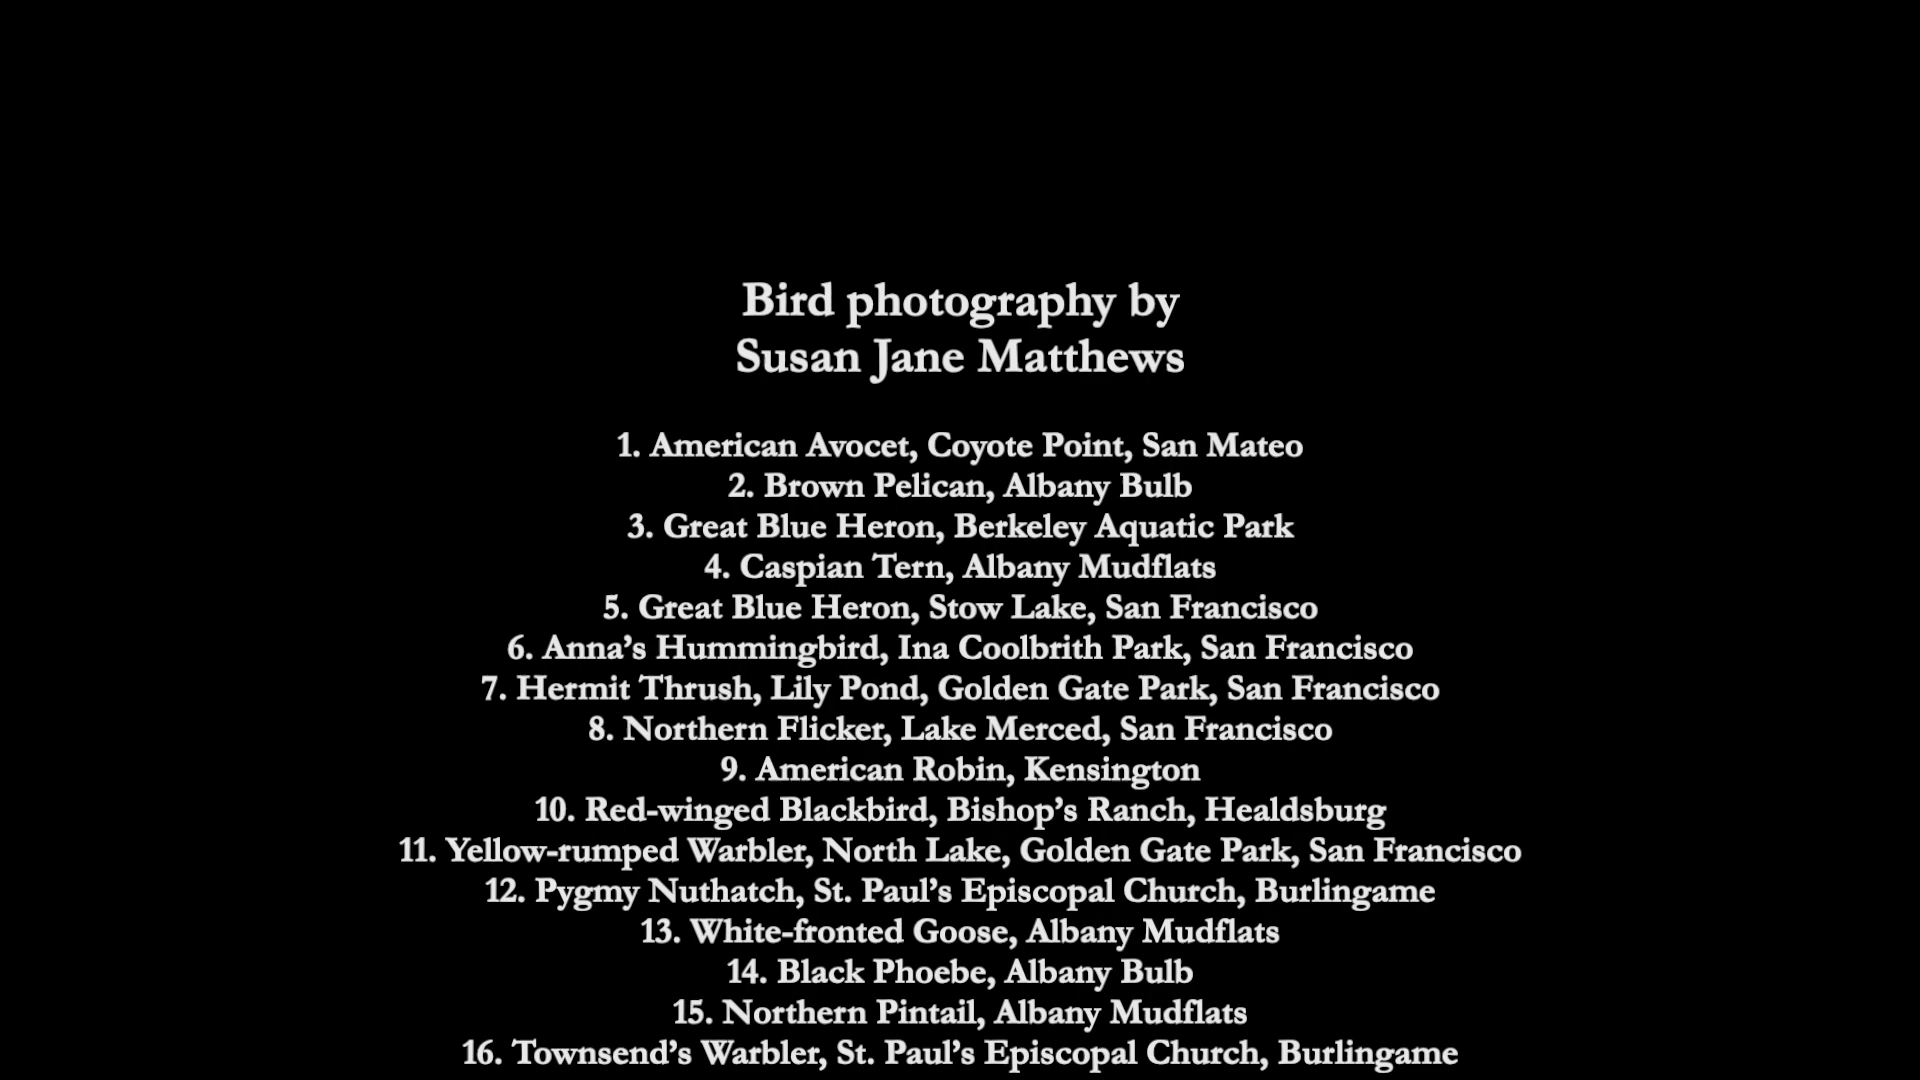 Bird photography by
Susan Jane Matthews
1. American Avocet, Coyote Point, San Mateo
2. Brown Pelican, Albany Bulb
3. Great Blue Heron, Berkeley Aquatic Park
4. Caspian Tern, Albany Mudflats
5. Great Blue Heron, Stow Lake, San Francisco
6. Anna’s Hummingbird, Ina Coolbrith Park, San Francisco
7. Hermit Thrush, Lily Pond, Golden Gate Park, San Francisco
8. Northern Flicker, Lake Merced, San Francisco
9. American Robin, Kensington
10. Red-winged Blackbird, Bishop’s Ranch, Healdsburg
11. Yellow-rumped Warbler, North Lake, Golden Gate Park, San Francisco
12. Pygmy Nuthatch, St. Paul’s Episcopal Church, Burlingame
13. White-fronted Goose, Albany Mudflats
14. Black Phoebe, Albany Bulb
15. Northern Pintail, Albany Mudflats
16. Townsend’s Warbler, St. Paul’s Episcopal Church, Burlingame